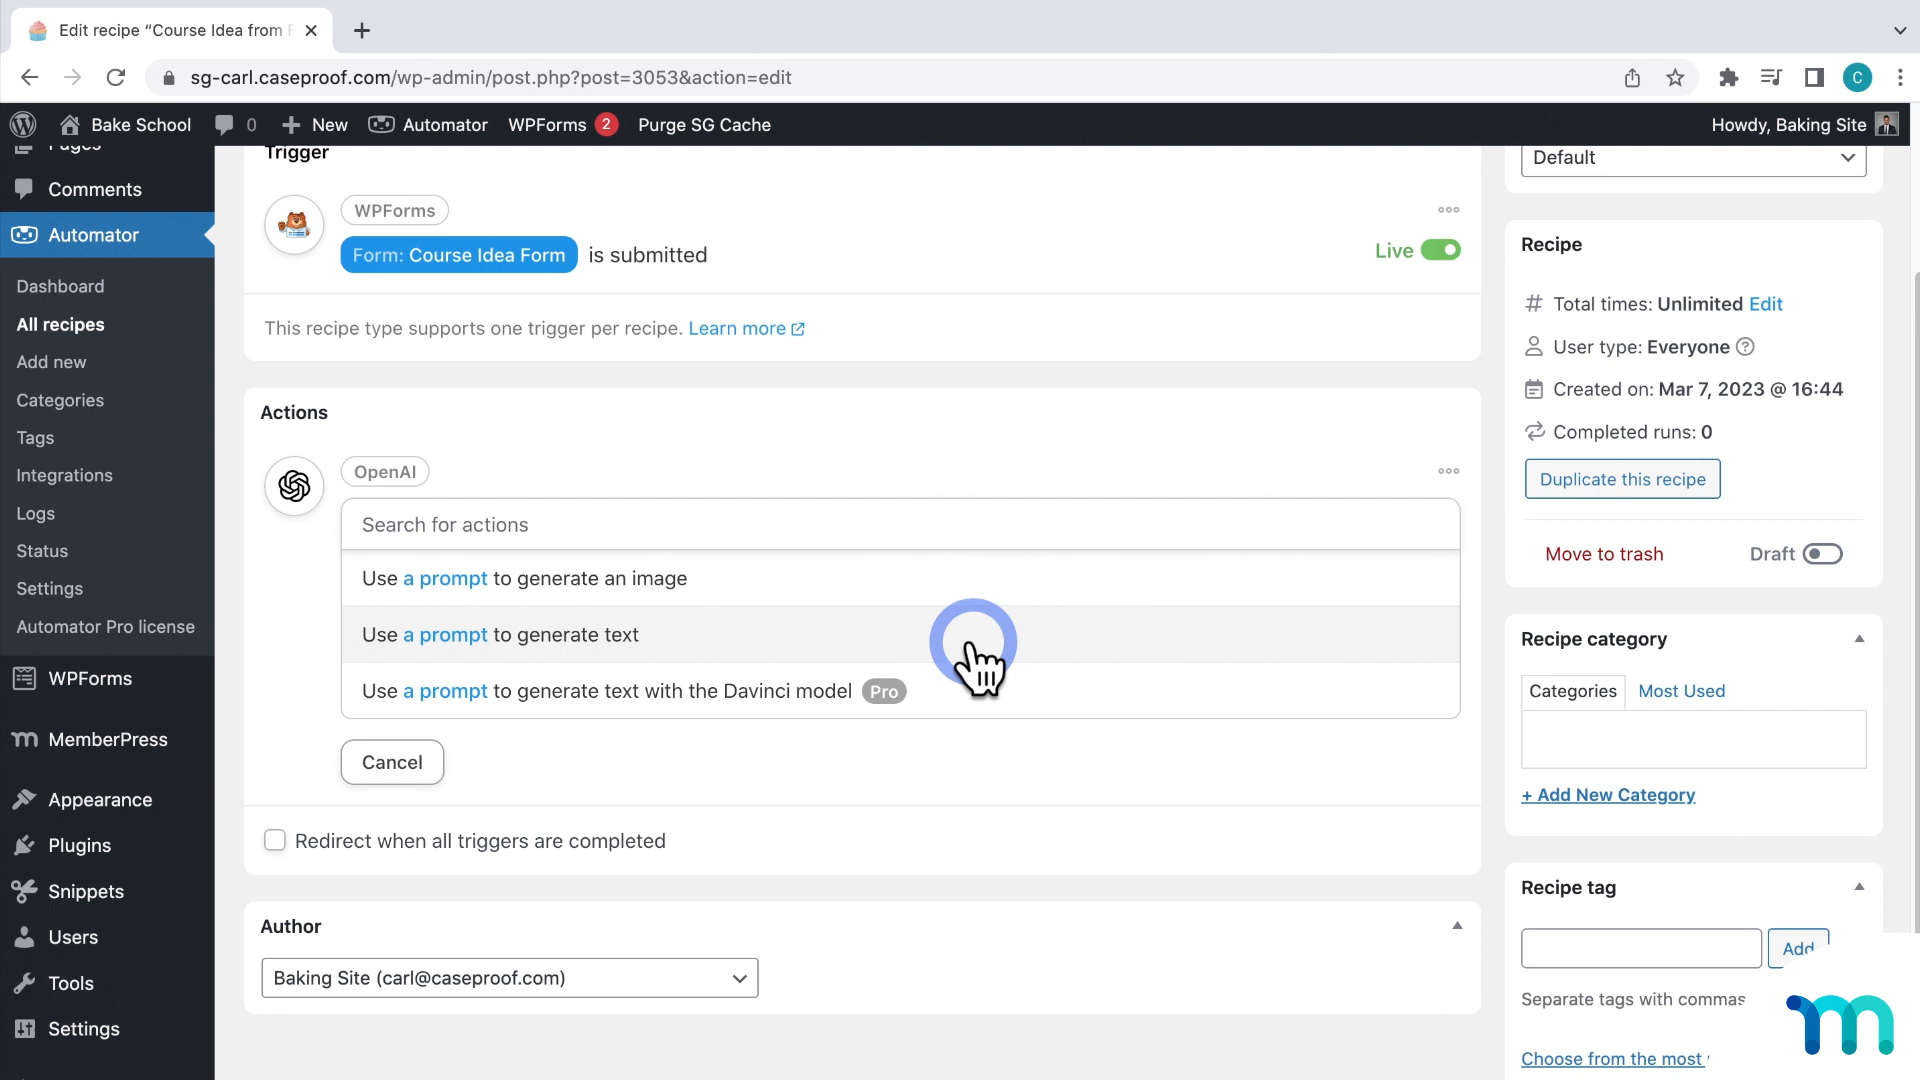 Edit recipe “Course Idea from
sg-carl.caseproof.com/wp-admin/post.php?post=3053&action=edit
C
Bake School
0
New
Automator
WPForms 2
Purge SG Cache
Howdy, Baking Site
Pages
Comments
Automator
Dashboard
All recipes
Add new
Categories
Tags
Integrations
Logs
Status
Settings
Automator Pro license
WPForms
MemberPress
Appearance
Plugins
Snippets
Users
Tools
Settings
Trigger
WPForms
Form: Course Idea Form is submitted
Live
This recipe type supports one trigger per recipe. Learn more
Actions
OpenAI
Search for actions
Use a prompt to generate an image
Use a prompt to generate text
Use a prompt to generate text with the Davinci model Pro
Cancel
Redirect when all triggers are completed
Author
Baking Site (carl@caseproof.com)
Default
Recipe
Total times: Unlimited Edit
User type: Everyone
Created on: Mar 7, 2023 @ 16:44
Completed runs: 0
Duplicate this recipe
Move to trash
Draft
Recipe category
Categories
Most Used
+ Add New Category
Recipe tag
Add
Separate tags with commas
Choose from the most